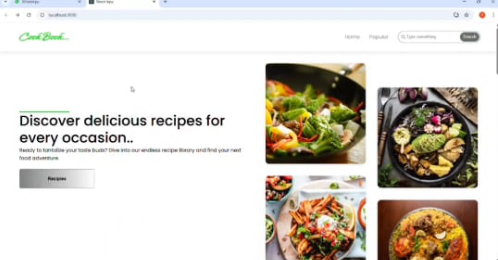 WhatsApp
React App
localhost:3000
Cook Book...
Home
Popular
Type something
Search
Discover delicious recipes for
every occasion..
Ready to tantalize your taste buds? Dive into our endless recipe library and find your next
food adventure
Recipes